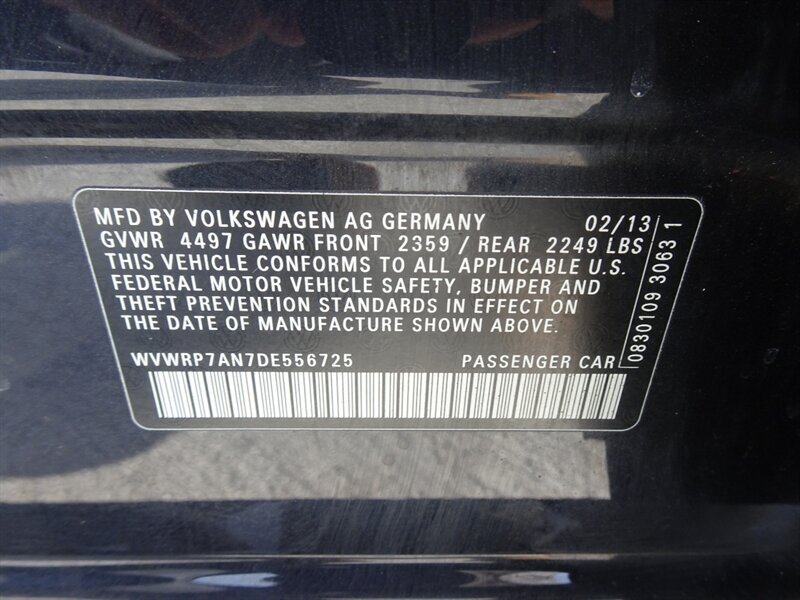 MFD BY VOLKSWAGEN AG GERMANY 02/13
GVWR 4497 GAWR FRONT 2359 / REAR 2249 LBS
THIS VEHICLE CONFORMS TO ALL APPLICABLE U.S.
FEDERAL MOTOR VEHICLE SAFETY, BUMPER AND
THEFT PREVENTION STANDARDS IN EFFECT ON
THE DATE OF MANUFACTURE SHOWN ABOVE.
WVWRP7AN7DE556725 PASSENGER CAR
0830109 3063 1